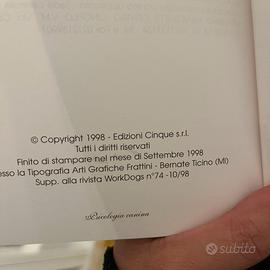 © Copyright 1998 - Edizioni Cinque s.r.l.
Tutti i diritti riservati
Finito di stampare nel mese di Settembre 1998
esso la Tipografia Arti Grafiche Frattini - Bernate Ticino (MI)
Supp. alla rivista WorkDogs n°74 -10/98
Psicologia canina
subito